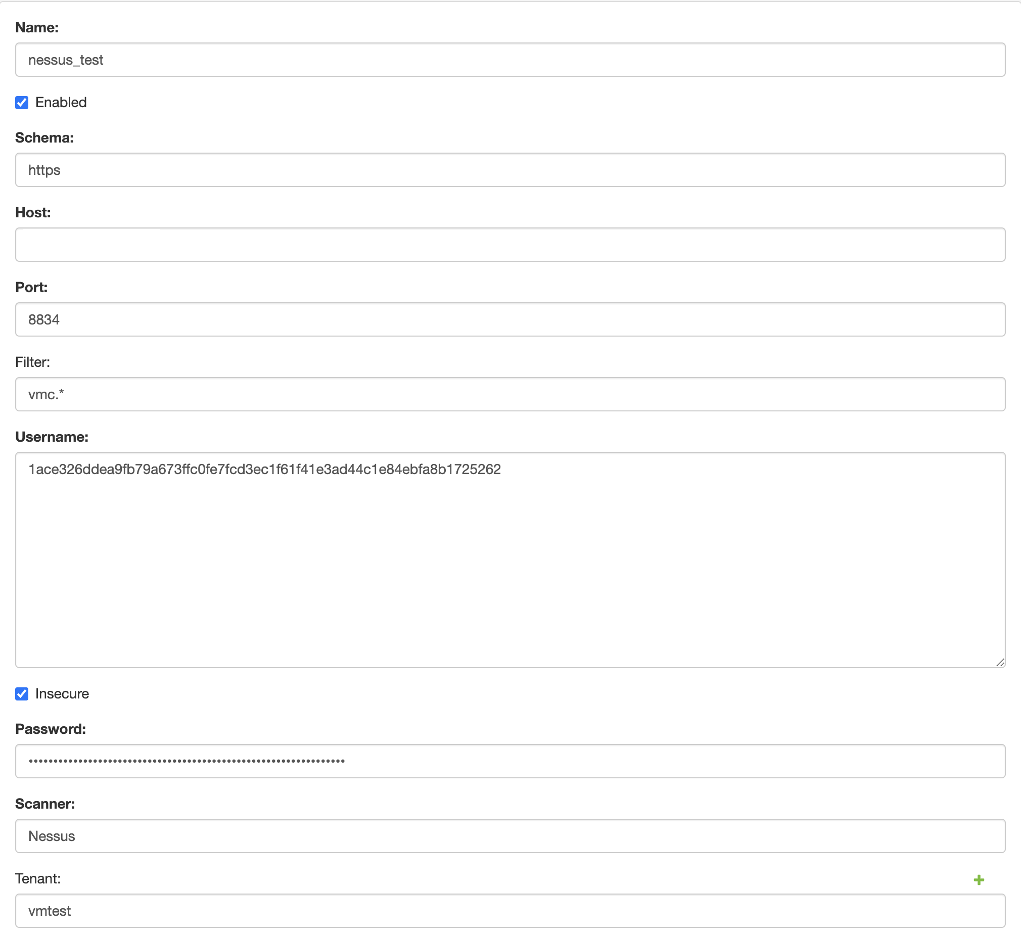 Name:
nessus_test
Enabled
Schema:
https
Host:
Port:
8834
Filter:
vmc.*
Username:
1ace326ddea9fb79a673ffc0fe7fcd3ec1f61f41e3ad44c1e84ebfa8b1725262
Insecure
Password:
Scanner:
Nessus
Tenant:
vmtest